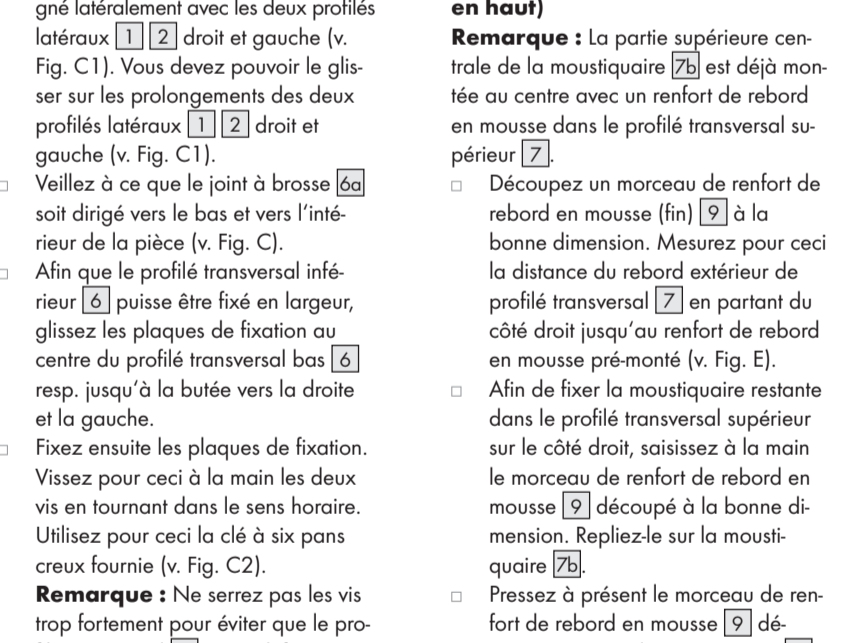 gné latéralement avec les deux profilés
latéraux 1 2 droit et gauche (v.
Fig. C1). Vous devez pouvoir le glis-
ser sur les prolongements des deux
profilés latéraux 1 2 droit et
gauche (v. Fig. C1).
□ Veillez à ce que le joint à brosse 6a
soit dirigé vers le bas et vers l'inté-
rieur de la pièce (v. Fig. C).
□ Afin que le profilé transversal infé-
rieur 6 puisse être fixé en largeur,
glissez les plaques de fixation au
centre du profilé transversal bas 6
resp. jusqu'à la butée vers la droite
et la gauche.
□ Fixez ensuite les plaques de fixation.
Vissez pour ceci à la main les deux
vis en tournant dans le sens horaire.
Utilisez pour ceci la clé à six pans
creux fournie (v. Fig. C2).
Remarque : Ne serrez pas les vis
trop fortement pour éviter que le pro-
en haut)
Remarque : La partie supérieure cen-
trale de la moustiquaire 7b est déjà mon-
tée au centre avec un renfort de rebord
en mousse dans le profilé transversal su-
périeur 7.
□ Découpez un morceau de renfort de
rebord en mousse (fin) 9 à la
bonne dimension. Mesurez pour ceci
la distance du rebord extérieur de
profilé transversal 7 en partant du
côté droit jusqu'au renfort de rebord
en mousse pré-monté (v. Fig. E).
□ Afin de fixer la moustiquaire restante
dans le profilé transversal supérieur
sur le côté droit, saisissez à la main
le morceau de renfort de rebord en
mousse 9 découpé à la bonne di-
mension. Repliez-le sur la mousti-
quaire 7b.
□ Pressez à présent le morceau de ren-
fort de rebord en mousse 9 dé-